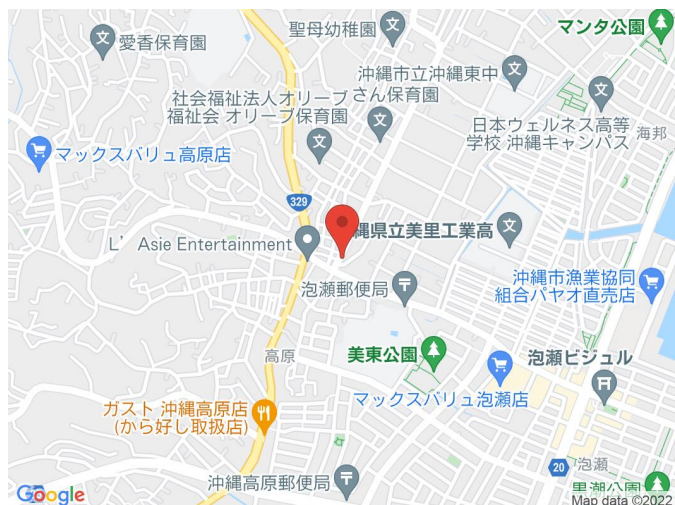 マンタ公園
聖母幼稚園
愛香保育園
沖縄市立沖縄東中
さん保育園
社会福祉法人オリーブ
福祉会 オリーブ保育園
日本ウェルネス高等
学校 沖縄キャンパス
海邦
マックスバリュ高原店
329
縄県立美里工業高
L' Asie Entertainment
沖縄市漁業協同
組合パヤオ直売店
泡瀬郵便局
高原
美東公園
泡瀬ビジュル
マックスバリュ泡瀬店
ガスト 沖縄高原店
(から好し取扱店)
泡瀬
20
沖縄高原郵便局
黒潮公園
Google
Map data ©2022